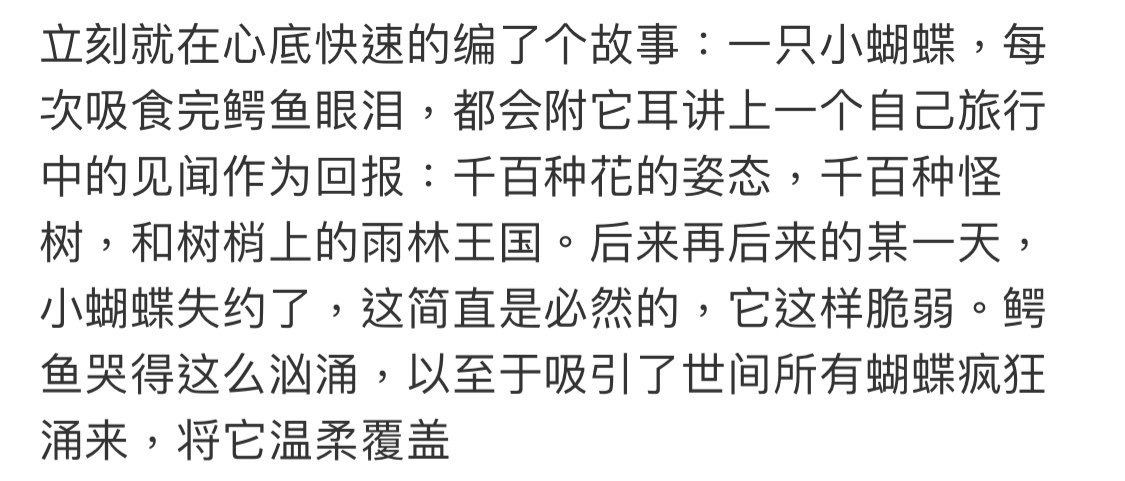 立刻就在心底快速的编了个故事：一只小蝴蝶，每
次吸食完鳄鱼眼泪，都会附它耳讲上一个自己旅行
中的见闻作为回报：千百种花的姿态，千百种怪
树，和树梢上的雨林王国。后来再后来的某一天，
小蝴蝶失约了，这简直是必然的，它这样脆弱。鳄
鱼哭得这么汹涌，以至于吸引了世间所有蝴蝶疯狂
涌来，将它温柔覆盖